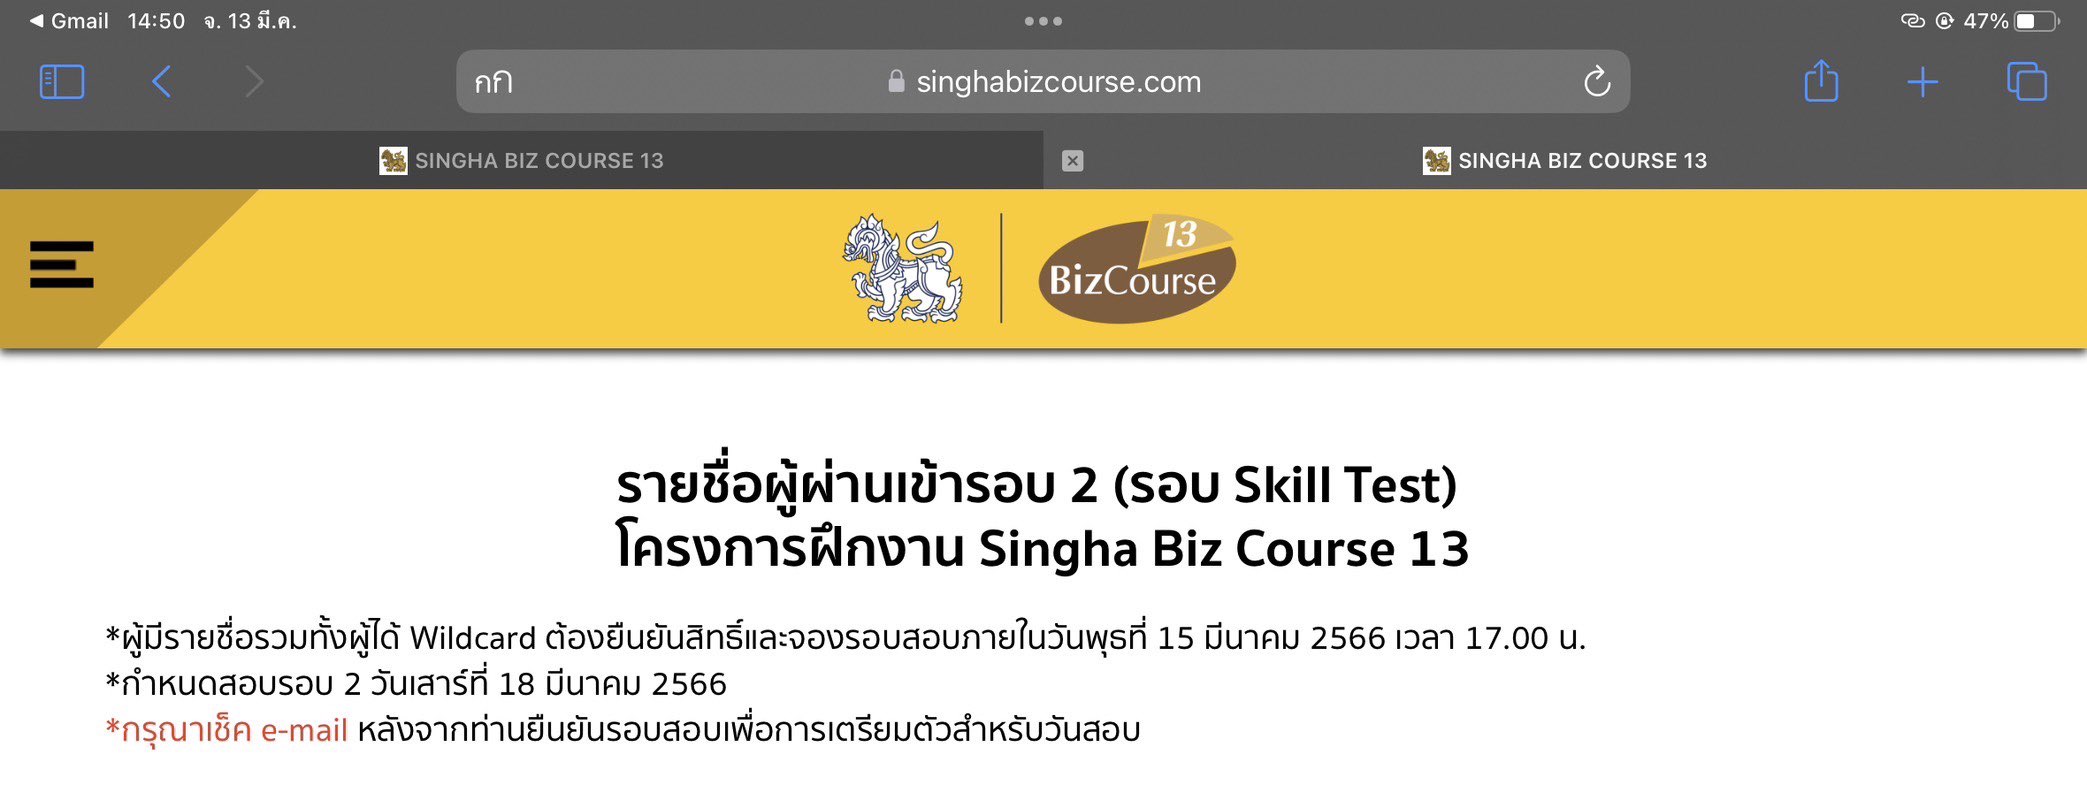 Gmail 14:50 จ. 13 มี.ค. 47%
กก singhabizcourse.com
SINGHA BIZ COURSE 13 SINGHA BIZ COURSE 13
13
BizCourse
รายชื่อผู้ผ่านเข้ารอบ 2 (รอบ Skill Test)
โครงการฝึกงาน Singha Biz Course 13
*ผู้มีรายชื่อรวมทั้งผู้ได้ Wildcard ต้องยืนยันสิทธิ์และจองรอบสอบภายในวันพุธที่ 15 มีนาคม 2566 เวลา 17.00 น.
*กำหนดสอบรอบ 2 วันเสาร์ที่ 18 มีนาคม 2566
*กรุณาเช็ค e-mail หลังจากท่านยืนยันรอบสอบเพื่อการเตรียมตัวสำหรับวันสอบ